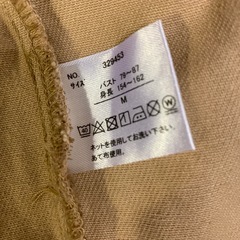 NO. 329453
サイズ バスト 79~87
身長 154~162
M
40
P
W
ネットを使用してお洗い下さい。
あて布使用。